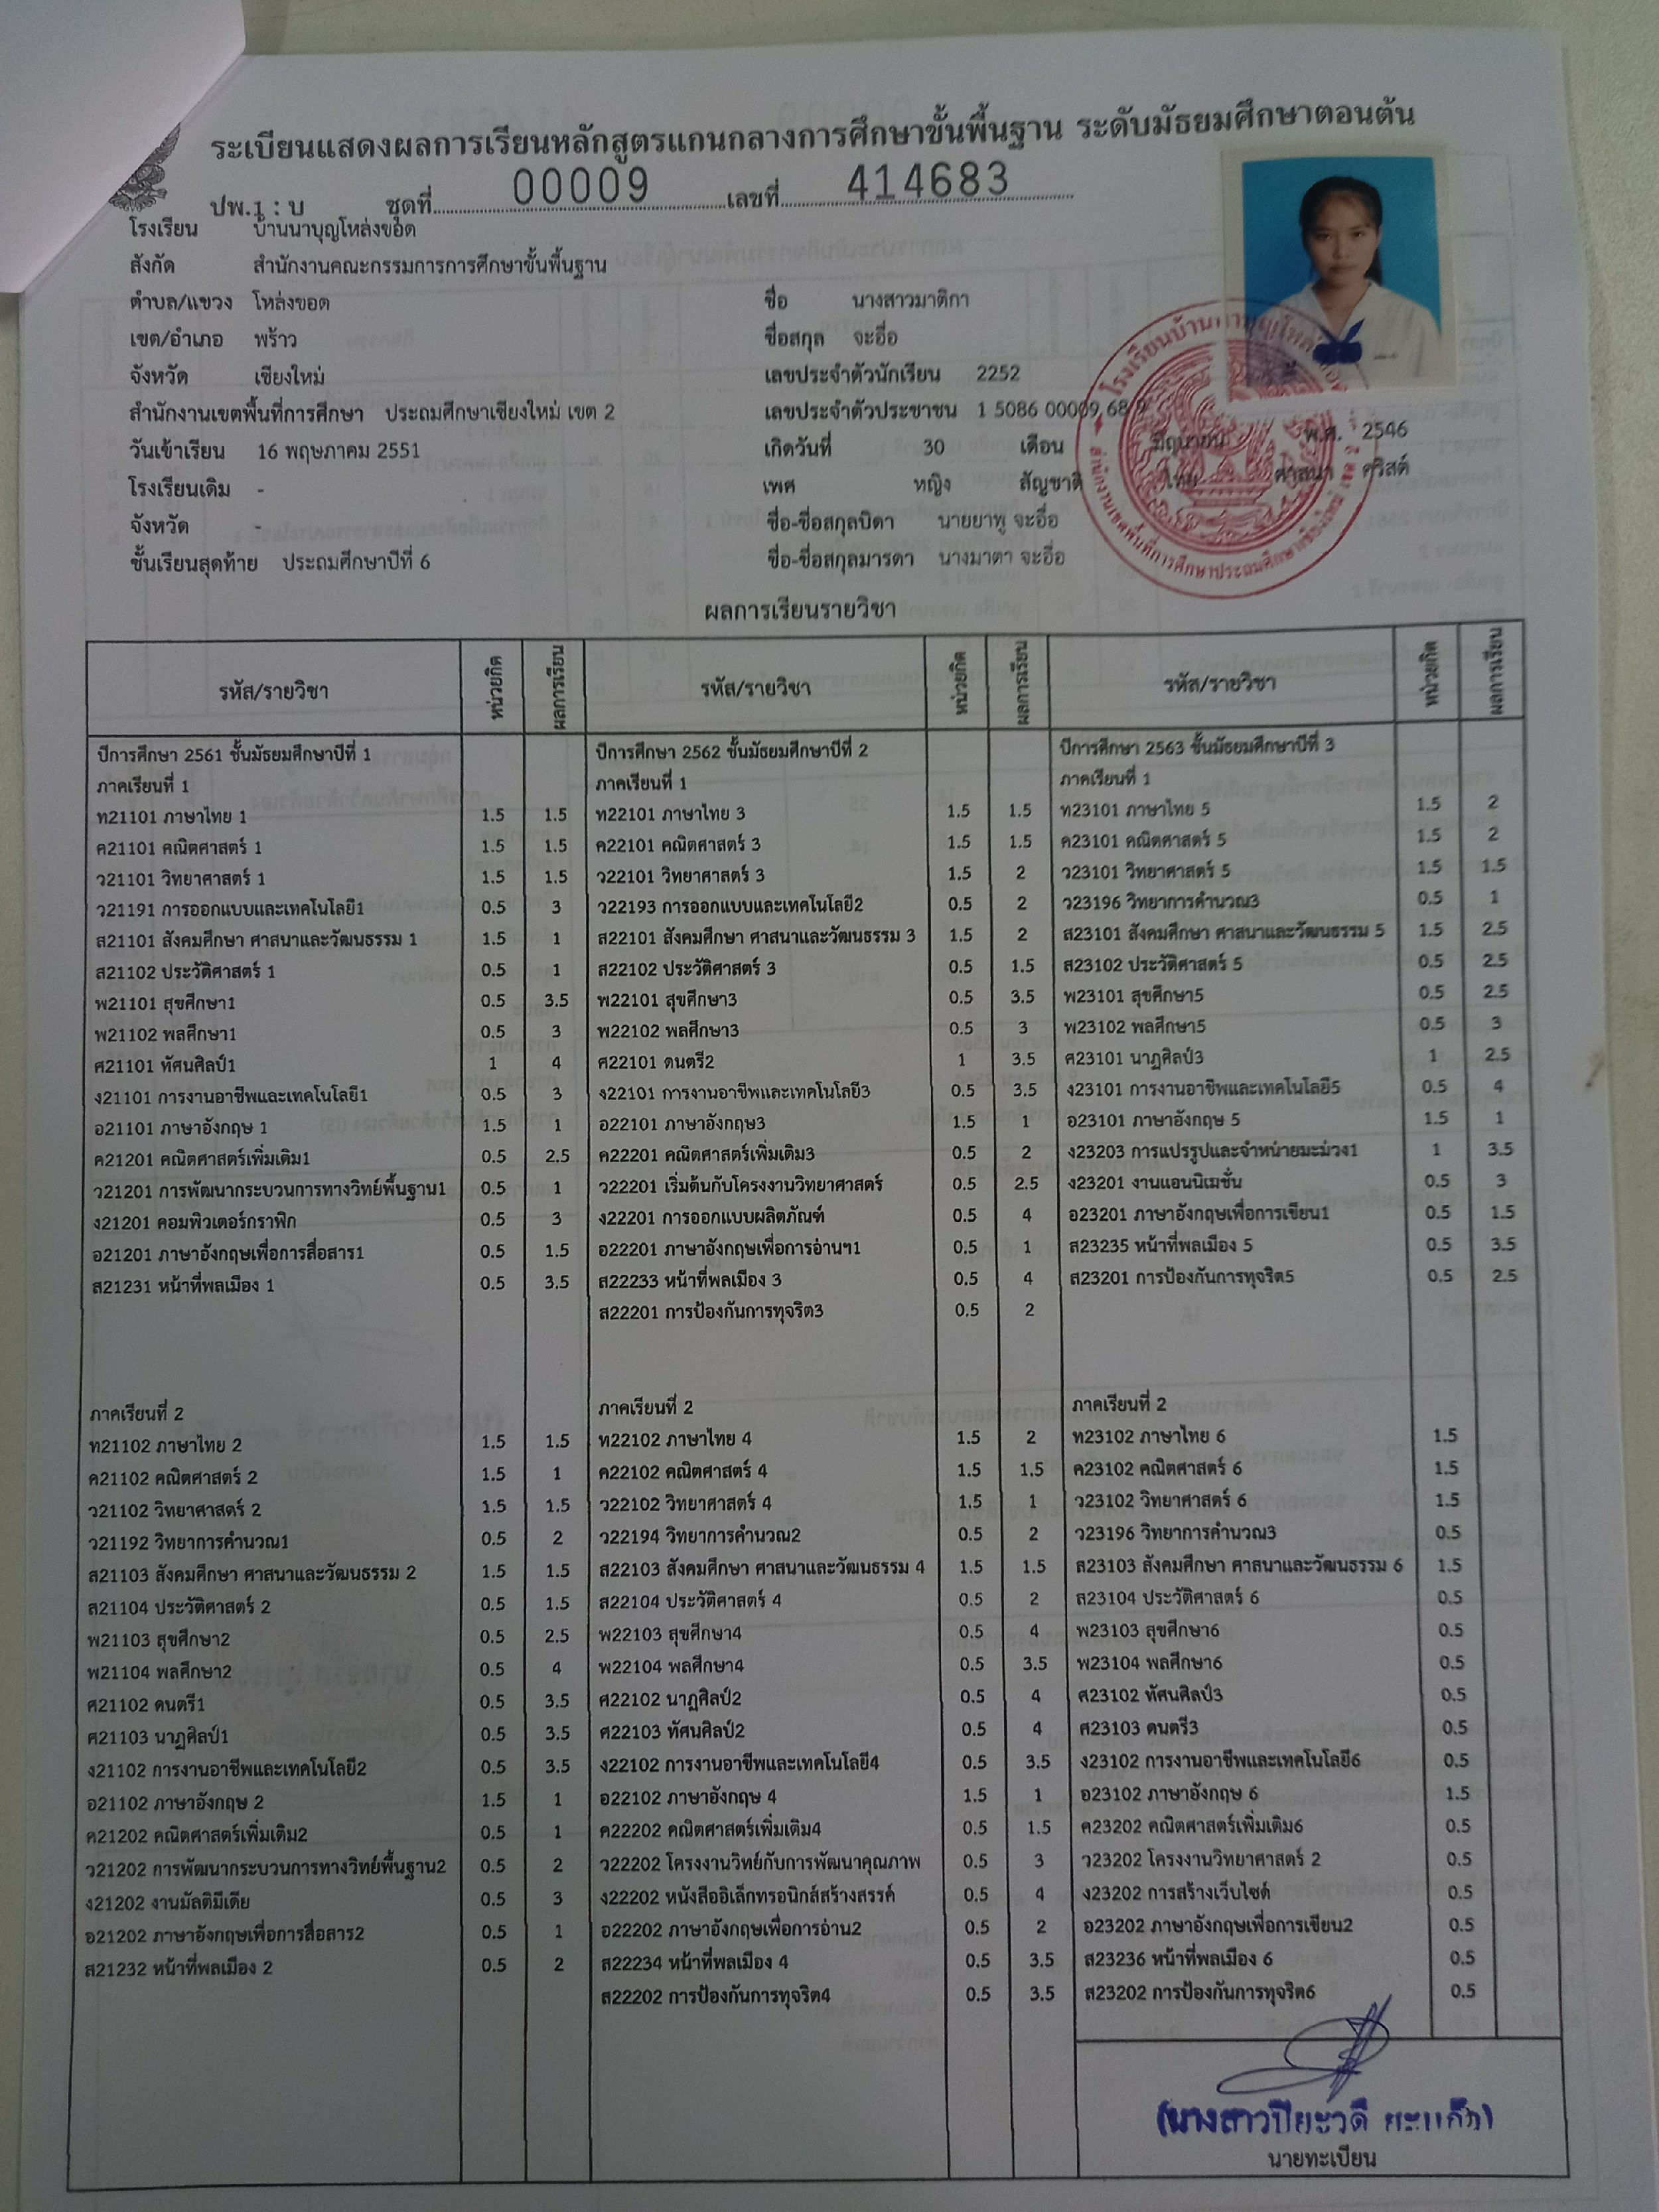 ระเบียนแสดงผลการเรียนหลักสูตรแกนกลางการศึกษาขั้นพื้นฐาน ระดับมัธยมศึกษาตอนต้น
ปพ.1 : บ ชุดที่ 00009 เลขที่ 414683
โรงเรียน บ้านนาบุญโหล่งขอด
สังกัด สำนักงานคณะกรรมการการศึกษาขั้นพื้นฐาน
ตำบล/แขวง โหล่งขอด
เขต/อำเภอ พร้าว
จังหวัด เชียงใหม่
สำนักงานเขตพื้นที่การศึกษา ประถมศึกษาเชียงใหม่ เขต 2
วันเข้าเรียน 16 พฤษภาคม 2551
โรงเรียนเดิม -
จังหวัด -
ชั้นเรียนสุดท้าย ประถมศึกษาปีที่ 6
ชื่อ นางสาวมาติกา
ชื่อสกุล จะอื่อ
เลขประจำตัวนักเรียน 2252
เลขประจำตัวประชาชน 1 5086 00009 68
เกิดวันที่ 30 เดือน มิถุนายน พ.ศ. 2546
เพศ หญิง สัญชาติ ไทย ศาสนา คริสต์
ชื่อ-ชื่อสกุลบิดา นายยาพู จะอื่อ
ชื่อ-ชื่อสกุลมารดา นางมาตา จะอื่อ
ผลการเรียนรายวิชา
รหัส/รายวิชา หน่วยกิต ผลการเรียน รหัส/รายวิชา หน่วยกิต ผลการเรียน รหัส/รายวิชา หน่วยกิต ผลการเรียน
ปีการศึกษา 2561 ชั้นมัธยมศึกษาปีที่ 1
ภาคเรียนที่ 1
ท21101 ภาษาไทย 1 1.5 1.5
ค21101 คณิตศาสตร์ 1 1.5 1.5
ว21101 วิทยาศาสตร์ 1 1.5 1.5
ว21191 การออกแบบและเทคโนโลยี1 0.5 3
ส21101 สังคมศึกษา ศาสนาและวัฒนธรรม 1 1.5 1
ส21102 ประวัติศาสตร์ 1 0.5 1
พ21101 สุขศึกษา1 0.5 3.5
พ21102 พลศึกษา1 0.5 3
ศ21101 ทัศนศิลป์1 1 4
ง21101 การงานอาชีพและเทคโนโลยี1 0.5 3
อ21101 ภาษาอังกฤษ 1 1.5 1
ค21201 คณิตศาสตร์เพิ่มเติม1 0.5 2.5
ว21201 การพัฒนากระบวนการทางวิทย์พื้นฐาน1 0.5 1
ง21201 คอมพิวเตอร์กราฟิก 0.5 3
อ21201 ภาษาอังกฤษเพื่อการสื่อสาร1 0.5 1.5
ส21231 หน้าที่พลเมือง 1 0.5 3.5
ภาคเรียนที่ 2
ท21102 ภาษาไทย 2 1.5 1.5
ค21102 คณิตศาสตร์ 2 1.5 1
ว21102 วิทยาศาสตร์ 2 1.5 1.5
ว21192 วิทยาการคำนวณ1 0.5 2
ส21103 สังคมศึกษา ศาสนาและวัฒนธรรม 2 1.5 1.5
ส21104 ประวัติศาสตร์ 2 0.5 1.5
พ21103 สุขศึกษา2 0.5 2.5
พ21104 พลศึกษา2 0.5 4
ศ21102 ดนตรี1 0.5 3.5
ศ21103 นาฏศิลป์1 0.5 3.5
ง21102 การงานอาชีพและเทคโนโลยี2 0.5 3.5
อ21102 ภาษาอังกฤษ 2 1.5 1
ค21202 คณิตศาสตร์เพิ่มเติม2 0.5 1
ว21202 การพัฒนากระบวนการทางวิทย์พื้นฐาน2 0.5 2
ง21202 งานมัลติมีเดีย 0.5 3
อ21202 ภาษาอังกฤษเพื่อการสื่อสาร2 0.5 1
ส21232 หน้าที่พลเมือง 2 0.5 2
ปีการศึกษา 2562 ชั้นมัธยมศึกษาปีที่ 2
ภาคเรียนที่ 1
ท22101 ภาษาไทย 3 1.5 1.5
ค22101 คณิตศาสตร์ 3 1.5 1.5
ว22101 วิทยาศาสตร์ 3 1.5 2
ว22193 การออกแบบและเทคโนโลยี2 0.5 2
ส22101 สังคมศึกษา ศาสนาและวัฒนธรรม 3 1.5 2
ส22102 ประวัติศาสตร์ 3 0.5 1.5
พ22101 สุขศึกษา3 0.5 3.5
พ22102 พลศึกษา3 0.5 3
ศ22101 ดนตรี2 1 3.5
ง22101 การงานอาชีพและเทคโนโลยี3 0.5 3.5
อ22101 ภาษาอังกฤษ3 1.5 1
ค22201 คณิตศาสตร์เพิ่มเติม3 0.5 2
ว22201 เริ่มต้นกับโครงงานวิทยาศาสตร์ 0.5 2.5
ง22201 การออกแบบผลิตภัณฑ์ 0.5 4
อ22201 ภาษาอังกฤษเพื่อการอ่านฯ1 0.5 1
ส22233 หน้าที่พลเมือง 3 0.5 4
ส22201 การป้องกันการทุจริต3 0.5 2
ภาคเรียนที่ 2
ท22102 ภาษาไทย 4 1.5 2
ค22102 คณิตศาสตร์ 4 1.5 1.5
ว22102 วิทยาศาสตร์ 4 1.5 1
ว22194 วิทยาการคำนวณ2 0.5 2
ส22103 สังคมศึกษา ศาสนาและวัฒนธรรม 4 1.5 1.5
ส22104 ประวัติศาสตร์ 4 0.5 2
พ22103 สุขศึกษา4 0.5 4
พ22104 พลศึกษา4 0.5 3.5
ศ22102 นาฏศิลป์2 0.5 4
ศ22103 ทัศนศิลป์2 0.5 4
ง22102 การงานอาชีพและเทคโนโลยี4 0.5 3.5
อ22102 ภาษาอังกฤษ 4 1.5 1
ค22202 คณิตศาสตร์เพิ่มเติม4 0.5 1.5
ว22202 โครงงานวิทย์กับการพัฒนาคุณภาพ 0.5 3
ง22202 หนังสืออิเล็กทรอนิกส์สร้างสรรค์ 0.5 4
อ22202 ภาษาอังกฤษเพื่อการอ่าน2 0.5 2
ส22234 หน้าที่พลเมือง 4 0.5 3.5
ส22202 การป้องกันการทุจริต4 0.5 3.5
ปีการศึกษา 2563 ชั้นมัธยมศึกษาปีที่ 3
ภาคเรียนที่ 1
ท23101 ภาษาไทย 5 1.5 2
ค23101 คณิตศาสตร์ 5 1.5 2
ว23101 วิทยาศาสตร์ 5 1.5 1.5
ว23196 วิทยาการคำนวณ3 0.5 1
ส23101 สังคมศึกษา ศาสนาและวัฒนธรรม 5 1.5 2.5
ส23102 ประวัติศาสตร์ 5 0.5 2.5
พ23101 สุขศึกษา5 0.5 2.5
พ23102 พลศึกษา5 0.5 3
ศ23101 นาฏศิลป์3 1 2.5
ง23101 การงานอาชีพและเทคโนโลยี5 0.5 4
อ23101 ภาษาอังกฤษ 5 1.5 1
ง23203 การแปรรูปและจำหน่ายมะม่วง1 1 3.5
ง23201 งานแอนนิเมชั่น 0.5 3
อ23201 ภาษาอังกฤษเพื่อการเขียน1 0.5 1.5
ส23235 หน้าที่พลเมือง 5 0.5 3.5
ส23201 การป้องกันการทุจริต5 0.5 2.5
ภาคเรียนที่ 2
ท23102 ภาษาไทย 6 1.5
ค23102 คณิตศาสตร์ 6 1.5
ว23102 วิทยาศาสตร์ 6 1.5
ว23196 วิทยาการคำนวณ3 0.5
ส23103 สังคมศึกษา ศาสนาและวัฒนธรรม 6 1.5
ส23104 ประวัติศาสตร์ 6 0.5
พ23103 สุขศึกษา6 0.5
พ23104 พลศึกษา6 0.5
ศ23102 ทัศนศิลป์3 0.5
ศ23103 ดนตรี3 0.5
ง23102 การงานอาชีพและเทคโนโลยี6 0.5
อ23102 ภาษาอังกฤษ 6 1.5
ค23202 คณิตศาสตร์เพิ่มเติม6 0.5
ว23202 โครงงานวิทยาศาสตร์ 2 0.5
ง23202 การสร้างเว็บไซต์ 0.5
อ23202 ภาษาอังกฤษเพื่อการเขียน2 0.5
ส23236 หน้าที่พลเมือง 6 0.5
ส23202 การป้องกันการทุจริต6 0.5
(นางสาวปิยะวดี
นายทะเบียน